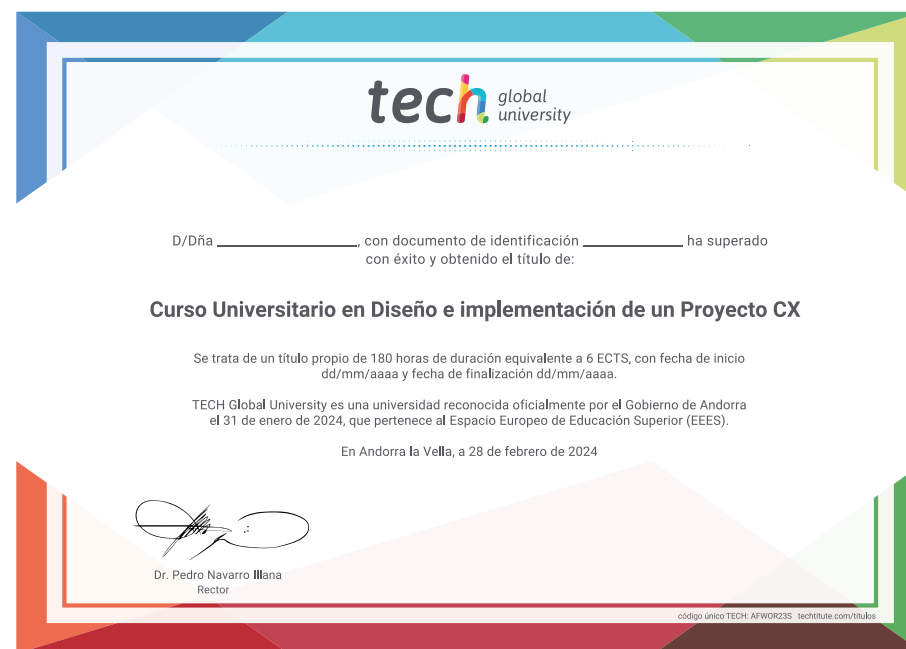 tech global university
D/Dña ____________, con documento de identificación ____________ ha superado
con éxito y obtenido el título de:
Curso Universitario en Diseño e implementación de un Proyecto CX
Se trata de un título propio de 180 horas de duración equivalente a 6 ECTS, con fecha de inicio
dd/mm/aaaa y fecha de finalización dd/mm/aaaa.
TECH Global University es una universidad reconocida oficialmente por el Gobierno de Andorra
el 31 de enero de 2024, que pertenece al Espacio Europeo de Educación Superior (EEES).
En Andorra la Vella, a 28 de febrero de 2024
Dr. Pedro Navarro Illana
Rector
código único TECH: AFWOR23S techtitute.com/titulos